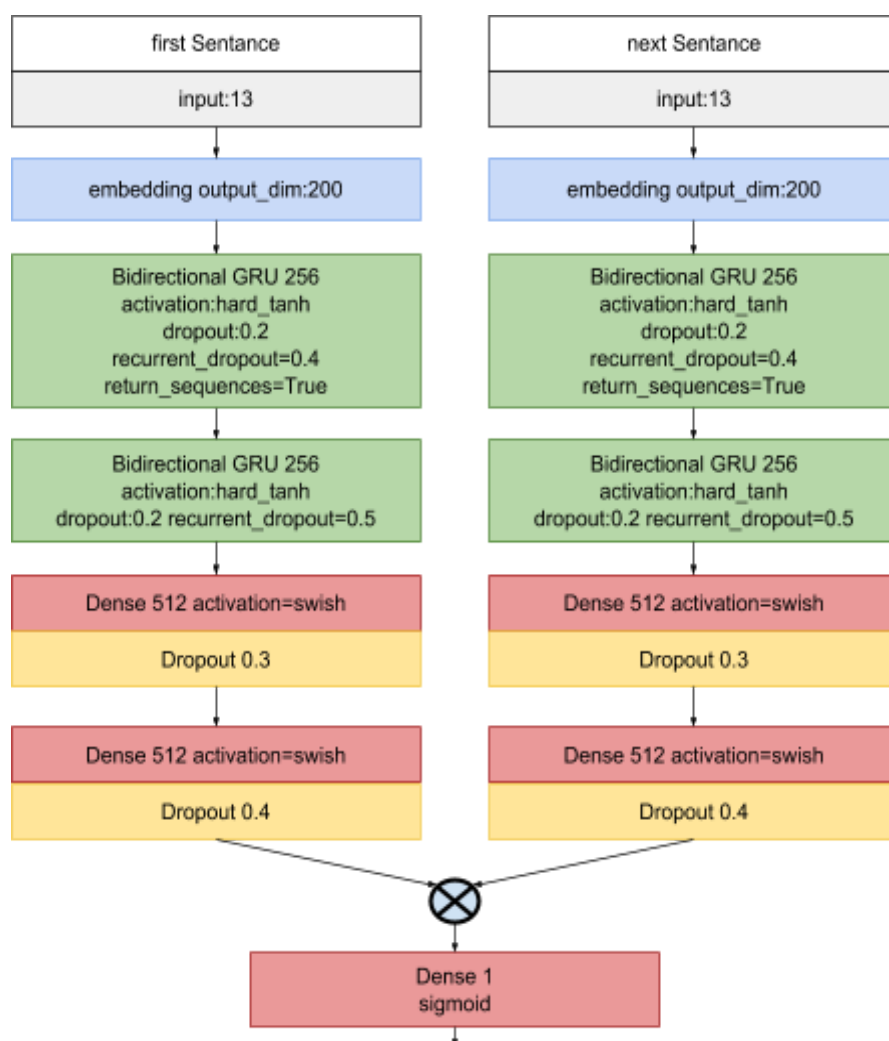 first Sentance
input:13
embedding output_dim:200
Bidirectional GRU 256
activation:hard_tanh
dropout:0.2
recurrent_dropout=0.4
return_sequences=True
Bidirectional GRU 256
activation:hard_tanh
dropout:0.2 recurrent_dropout=0.5
Dense 512 activation=swish
Dropout 0.3
Dense 512 activation=swish
Dropout 0.4
next Sentance
input:13
embedding output_dim:200
Bidirectional GRU 256
activation:hard_tanh
dropout:0.2
recurrent_dropout=0.4
return_sequences=True
Bidirectional GRU 256
activation:hard_tanh
dropout:0.2 recurrent_dropout=0.5
Dense 512 activation=swish
Dropout 0.3
Dense 512 activation=swish
Dropout 0.4
Dense 1
sigmoid